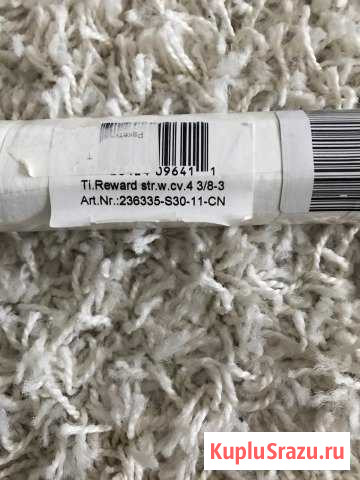 09641 1
Ti.Reward str.w.cv.4 3/8-3
Art.Nr.:236335-S30-11-CN
KupluSrazu.ru